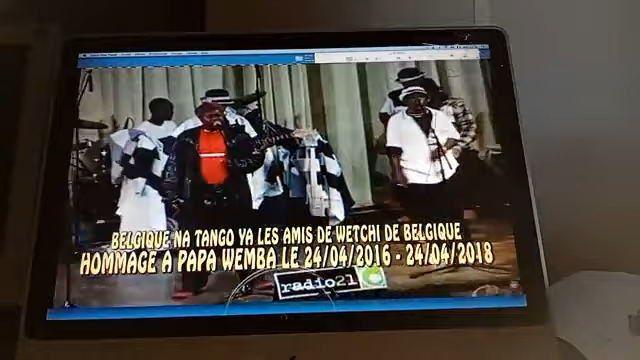 BELGIQUE NA TANGO YA LES AMIS DE WETCHI DE BELGIQUE
HOMMAGE A PAPA WEMBA LE 24/04/2016 - 24/04/2018
radio21